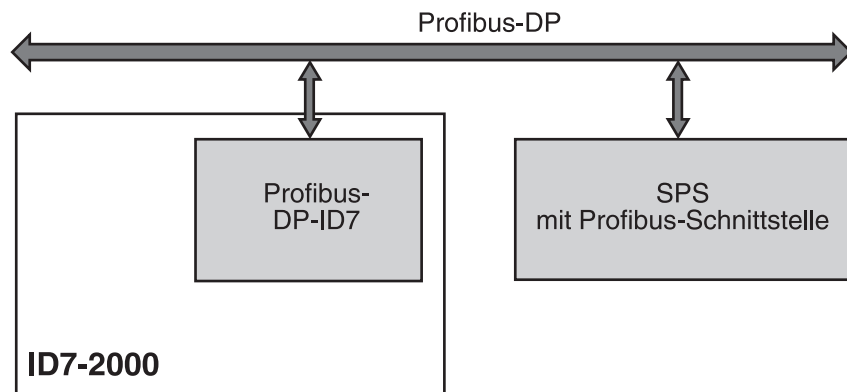 Profibus-DP
Profibus-
DP-ID7
SPS
mit Profibus-Schnittstelle
ID7-2000